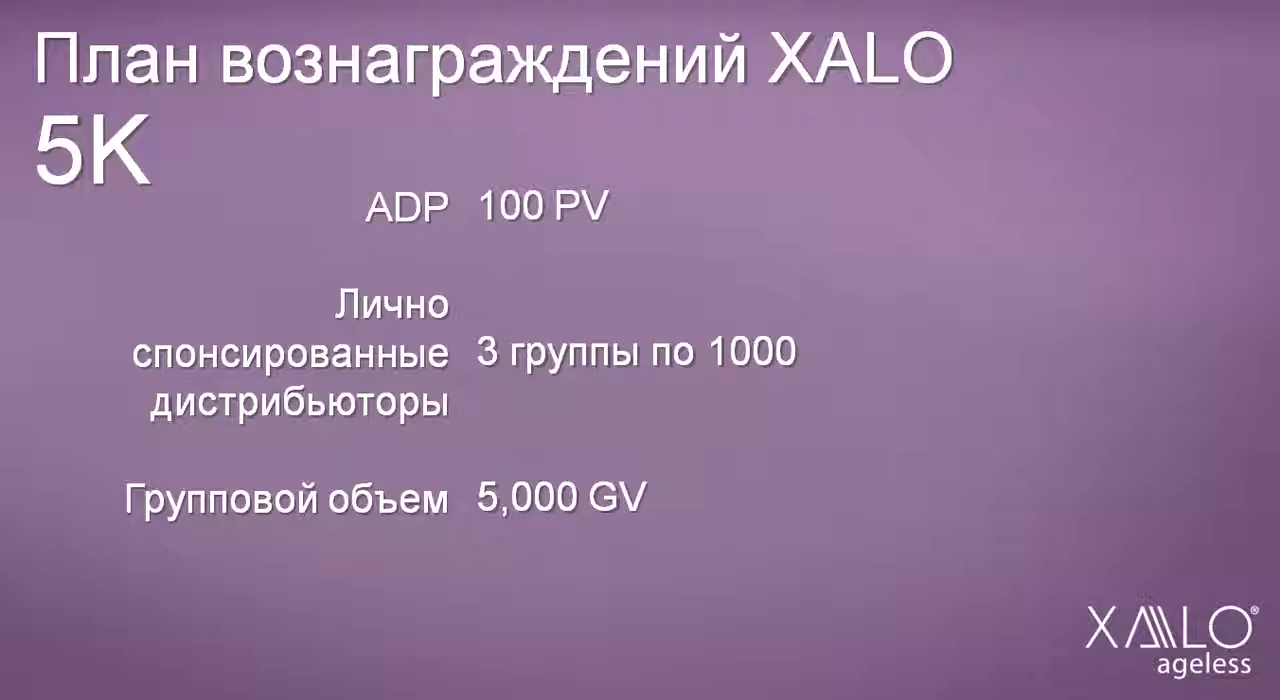 План вознаграждений XALO
5K
ADP 100 PV
Лично
спонсированные 3 группы по 1000
дистрибьюторы
Групповой объем 5,000 GV
XALO®
ageless